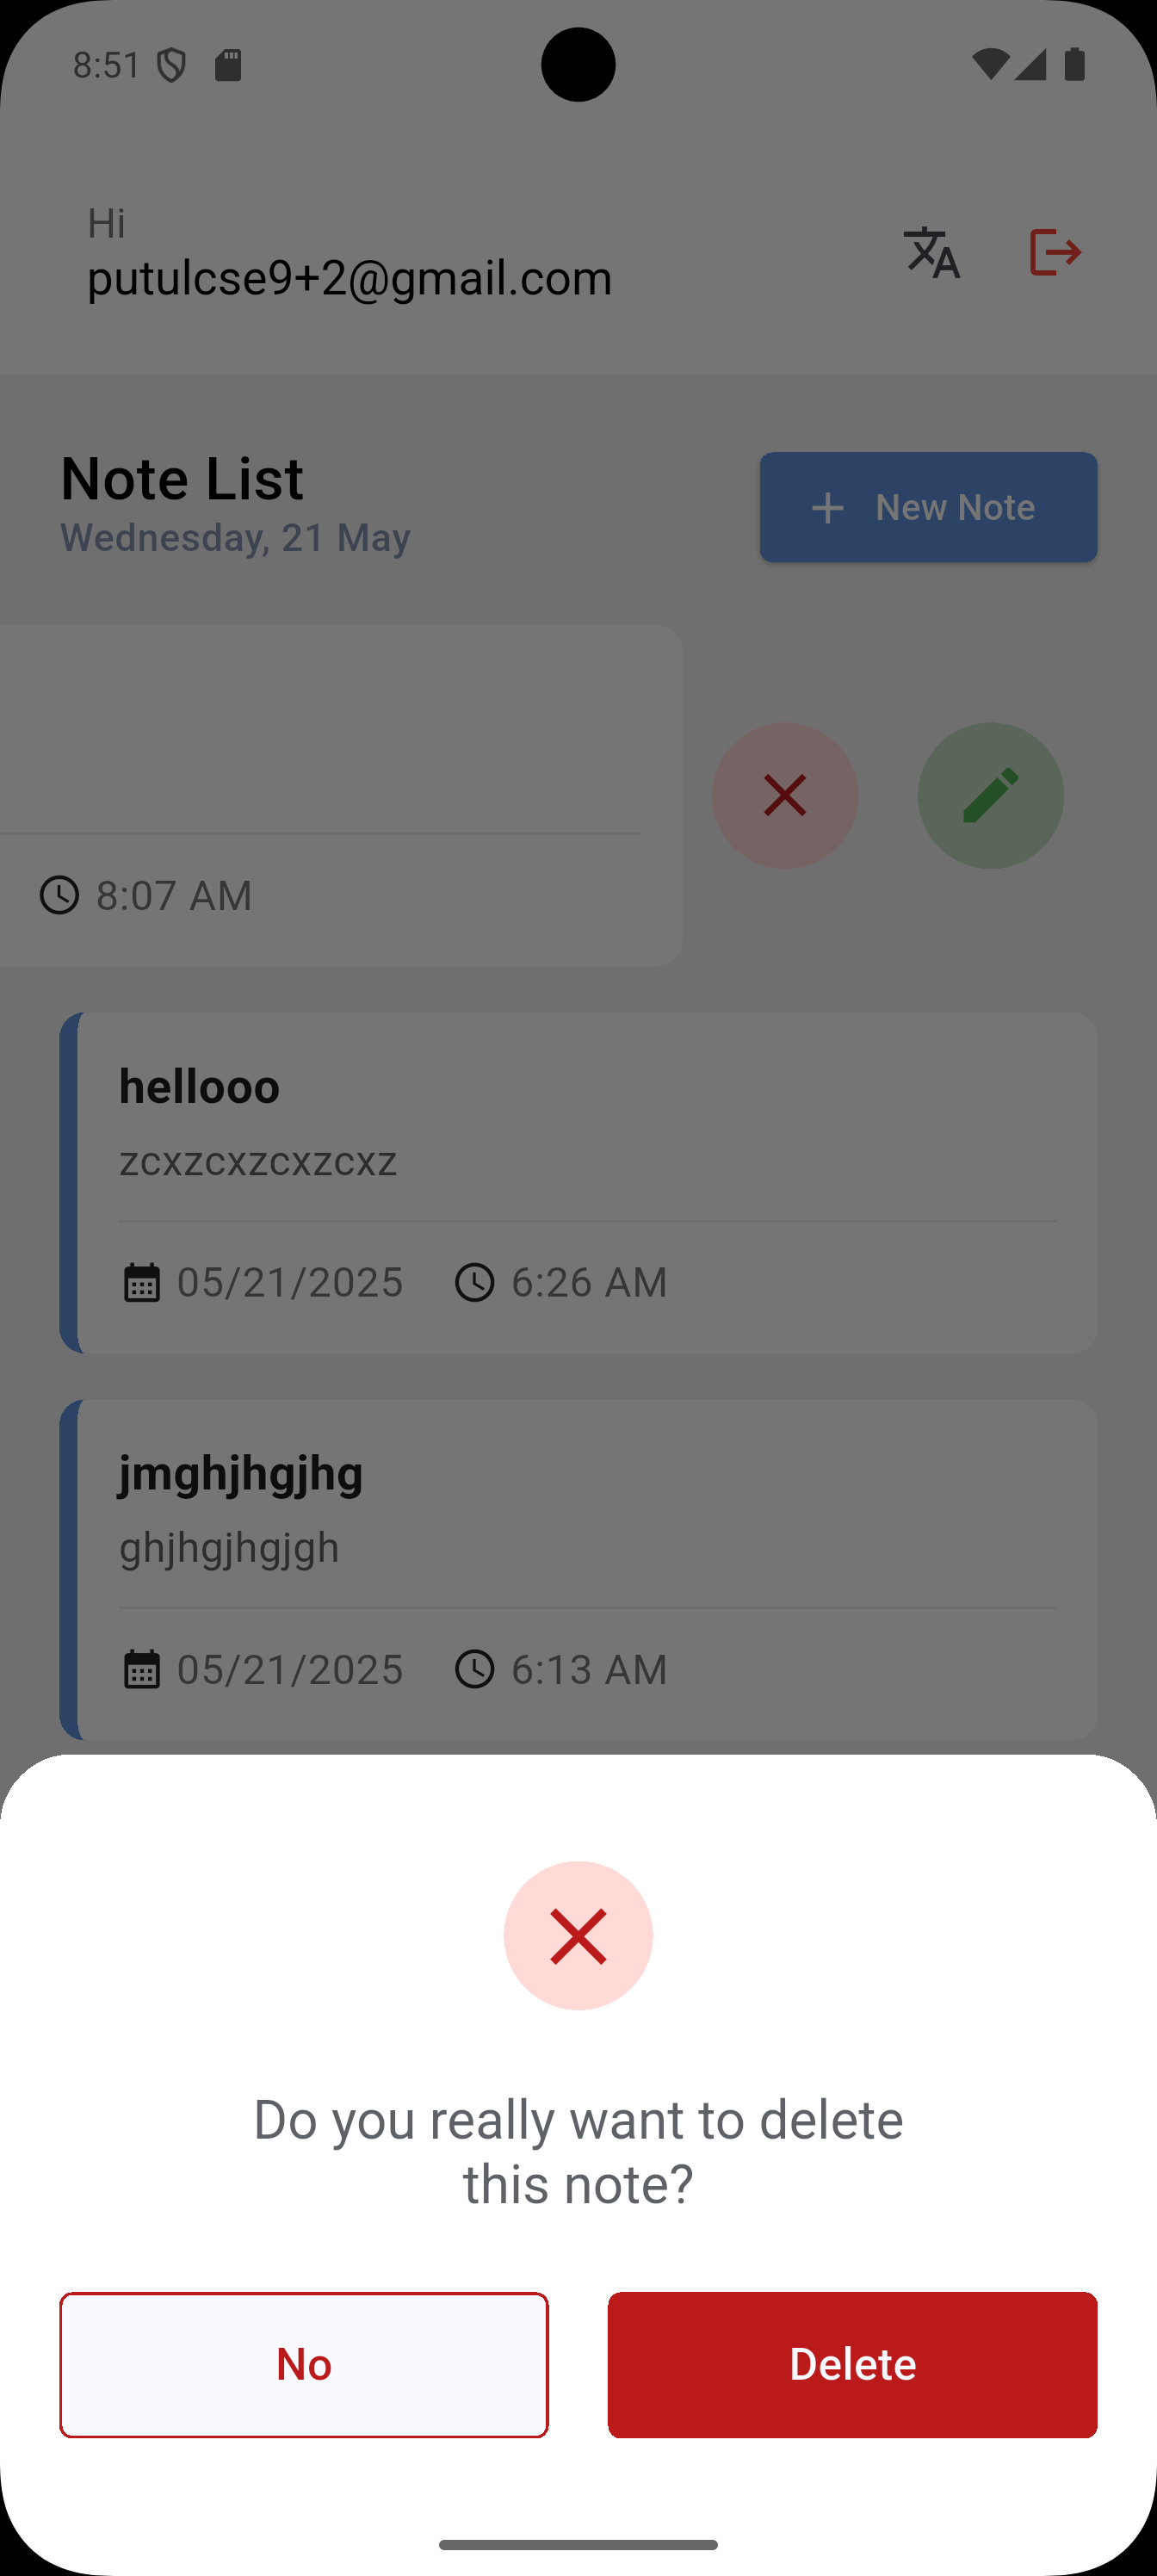 8:51
Hi
putulcse9+2@gmail.com
Note List
Wednesday, 21 May
New Note
8:07 AM
hellooo
zcxzcxzcxzcxz
05/21/2025 6:26 AM
jmghjhgjhg
ghjhgjhgjgh
05/21/2025 6:13 AM
Do you really want to delete
this note?
No Delete